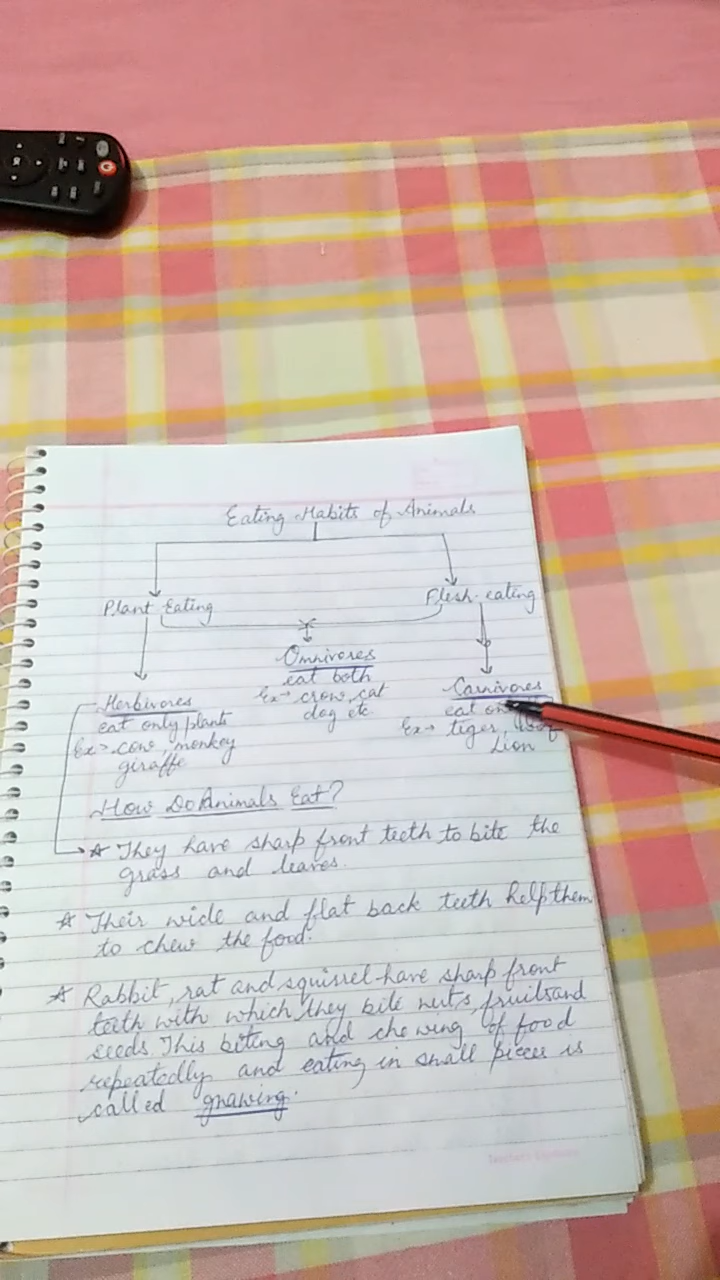 Eating Habits of Animals
Plant Eating
Flesh-eating
Omnivores
eat both
Ex→ crow, cat
dog etc.
Carnivores
eat
Ex→ tiger,
Lion
Herbivores
eat only plants
Ex→ cow, monkey
giraffe
How Do Animals Eat?
☆ They have sharp front teeth to bite the
grass and leaves.
☆ Their wide and flat back teeth help them
to chew the food.
☆ Rabbit, rat and squirrel have sharp front
teeth with which they bite nuts, fruits and
seeds. This biting and chewing of food
repeatedly and eating in small pieces is
called gnawing.